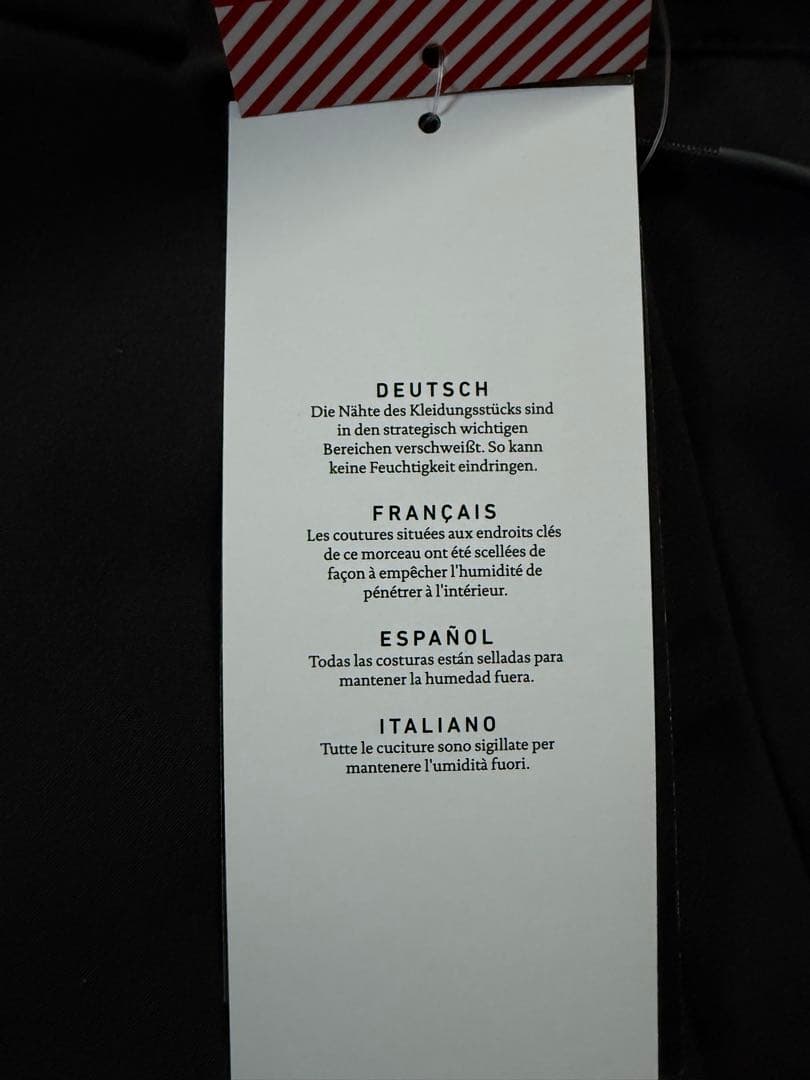 DEUTSCH
Die Nähte des Kleidungsstücks sind
in den strategisch wichtigen
Bereichen verschweißt. So kann
keine Feuchtigkeit eindringen.
FRANÇAIS
Les coutures situées aux endroits clés
de ce morceau ont été scellées de
façon à empêcher l'humidité de
pénétrer à l'intérieur.
ESPAÑOL
Todas las costuras están selladas para
mantener la humedad fuera.
ITALIANO
Tutte le cuciture sono sigillate per
mantenere l'umidità fuori.